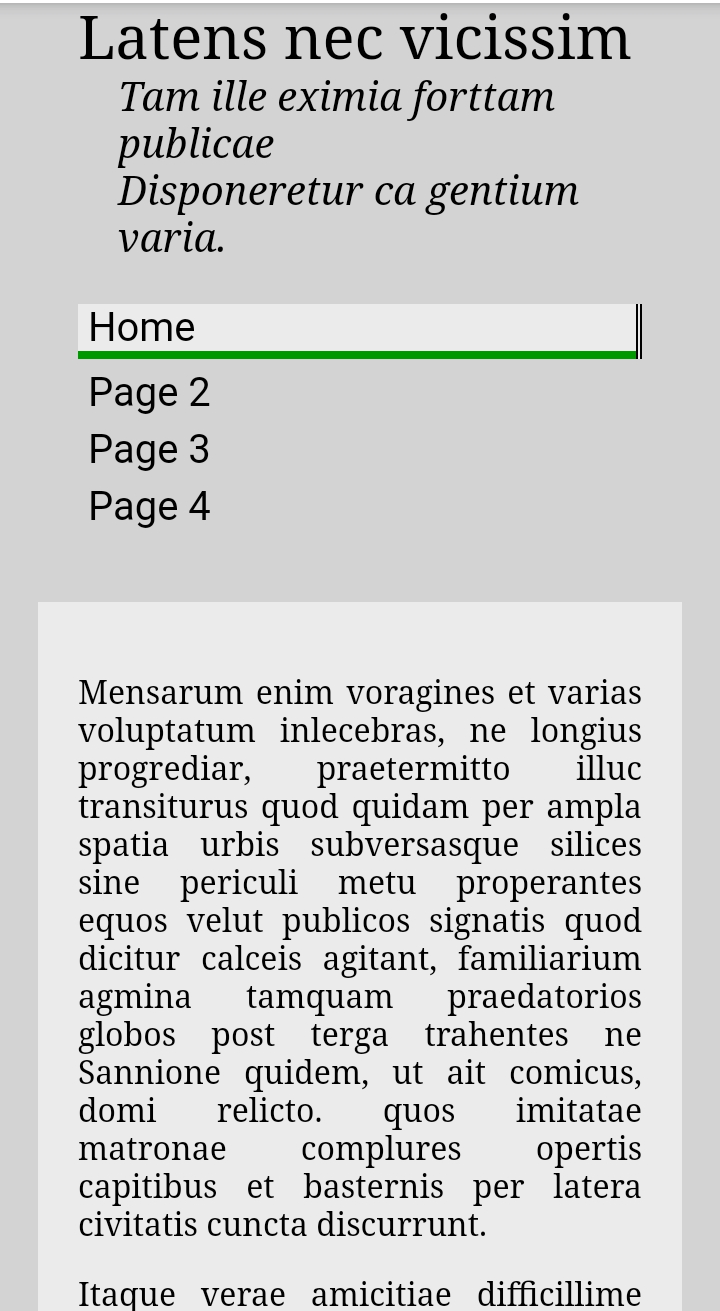 Latens nec vicissim
Tam ille eximia forttam
publicae
Disponeretur ca gentium
varia.
Home
Page 2
Page 3
Page 4
Mensarum enim voragines et varias
voluptatum inlecebras, ne longius
progrediar, praetermitto illuc
transiturus quod quidam per ampla
spatia urbis subversasque silices
sine periculi metu properantes
equos velut publicos signatis quod
dicitur calceis agitant, familiarium
agmina tamquam praedatorios
globos post terga trahentes ne
Sannione quidem, ut ait comicus,
domi relicto. quos imitatae
matronae complures opertis
capitibus et basternis per latera
civitatis cuncta discurrunt.
Itaque verae amicitiae difficillime